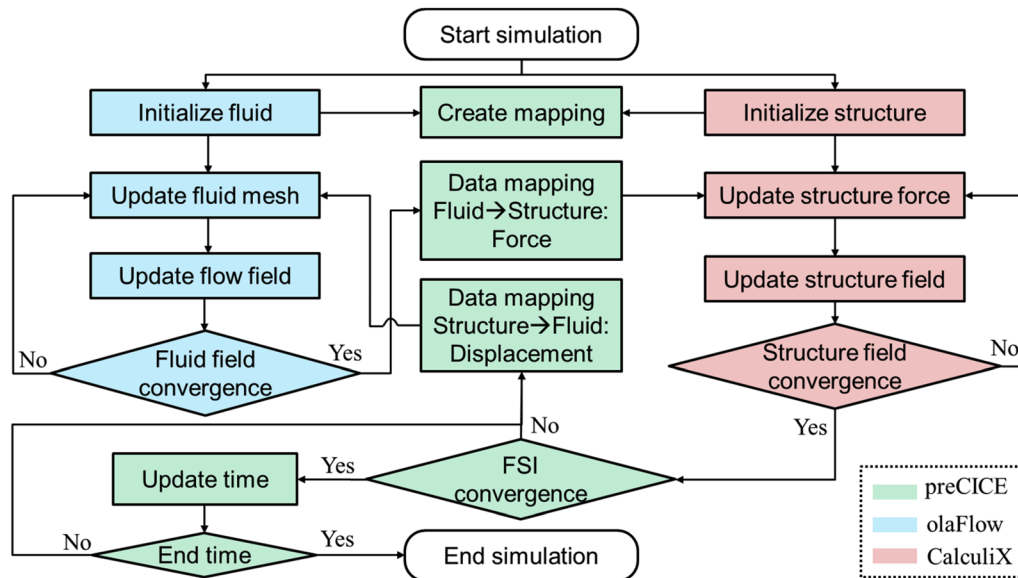 Start simulation
Initialize fluid
Create mapping
Initialize structure
Update fluid mesh
Data mapping
Fluid→Structure:
Force
Update structure force
Update flow field
Data mapping
Structure→Fluid:
Displacement
Update structure field
No
Fluid field
convergence
Yes
Structure field
convergence
No
Yes
No
Update time
Yes
FSI
convergence
No
End time
Yes
End simulation
preCICE
olaFlow
CalculiX